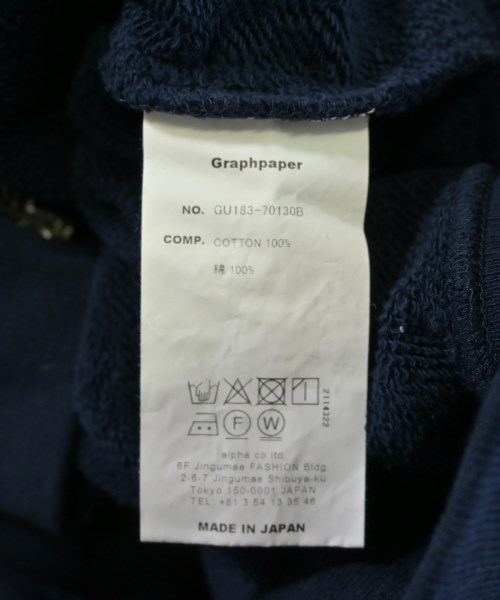 Graphpaper
NO. GU183-70130B
COMP. COTTON 100%
綿 100%
2114322
F W
alpha co ltd
6F Jingumae FASHION Bldg
2-6-7 Jingumae Shibuya-ku
Tokyo 150-0001 JAPAN
TEL: +81 3 54 13 35 46
MADE IN JAPAN